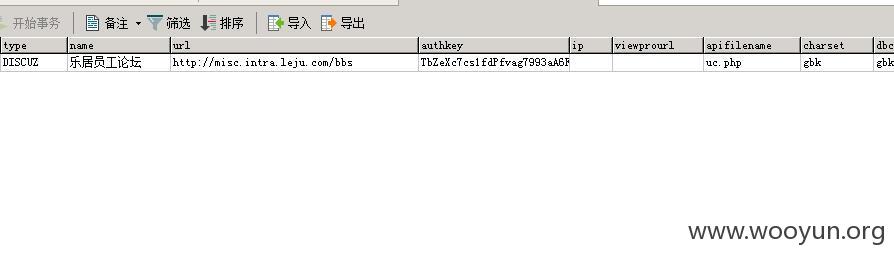 开始事务 备注 筛选 排序 导入 导出
type name url authkey ip viewprourl apifilename charset dbc
DISCUZ 乐居员工论坛 http://misc.intra.leju.com/bbs uc.php gbk gbk
www.wooyun.org